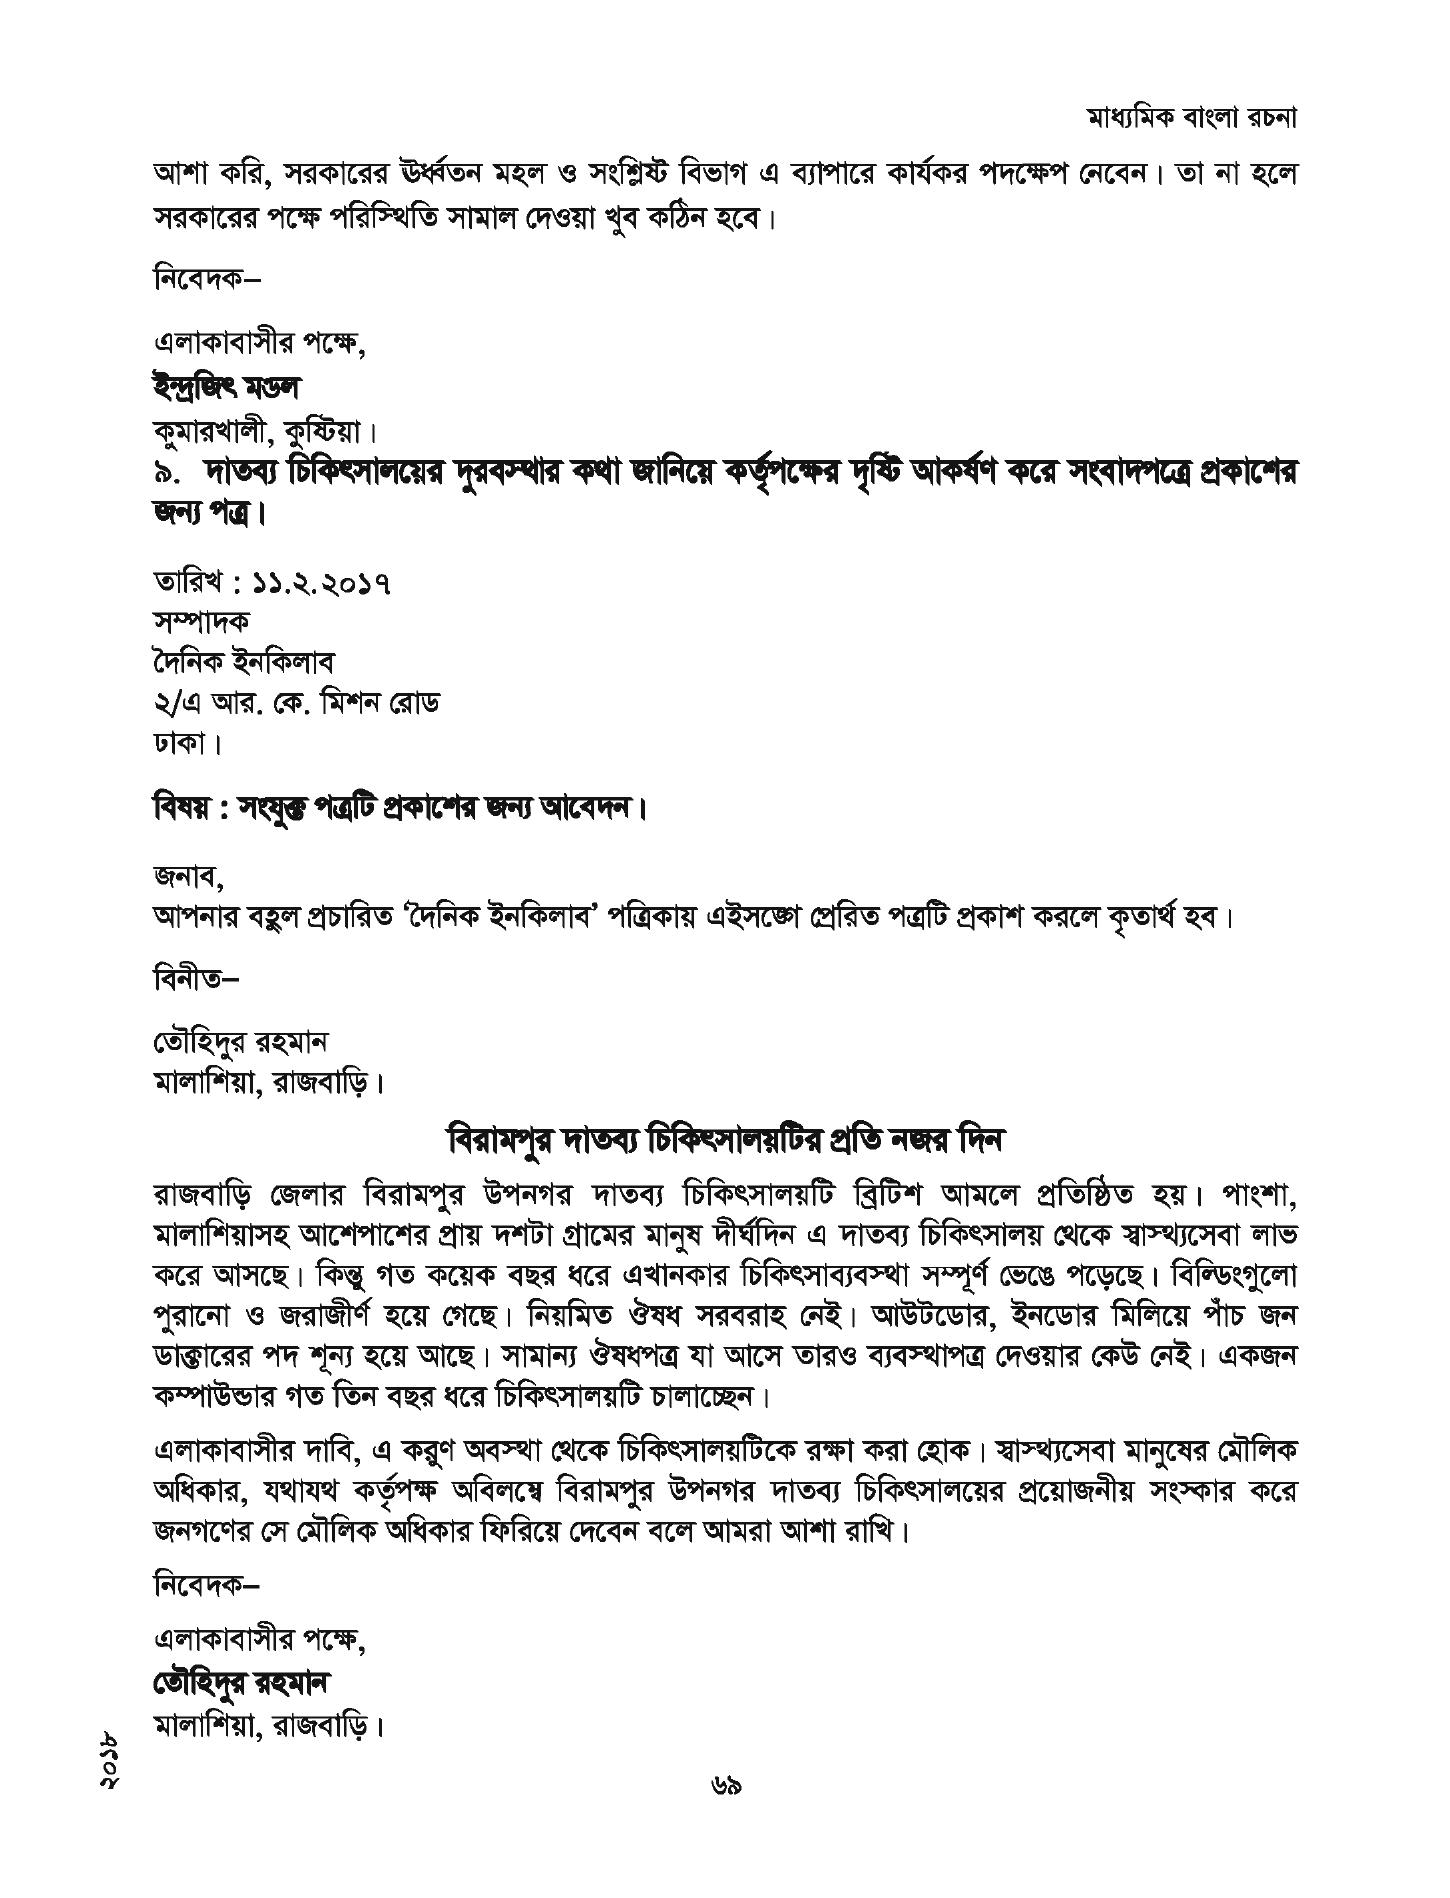 মাধ্যমিক বাংলা রচনা
আশা করি, সরকারের ঊর্ধ্বতন মহল ও সংশ্লিষ্ট বিভাগ এ ব্যাপারে কার্যকর পদক্ষেপ নেবেন। তা না হলে
সরকারের পক্ষে পরিস্থিতি সামাল দেওয়া খুব কঠিন হবে।
নিবেদক–
এলাকাবাসীর পক্ষে,
ইন্দ্রজিৎ মণ্ডল
কুমারখালী, কুষ্টিয়া।
৯. দাতব্য চিকিৎসালয়ের দুরবস্থার কথা জানিয়ে কর্তৃপক্ষের দৃষ্টি আকর্ষণ করে সংবাদপত্রে প্রকাশের
জন্য পত্র।
তারিখ : ১১.২.২০১৭
সম্পাদক
দৈনিক ইনকিলাব
২/এ আর. কে. মিশন রোড
ঢাকা।
বিষয় : সংযুক্ত পত্রটি প্রকাশের জন্য আবেদন।
জনাব,
আপনার বহুল প্রচারিত ‘দৈনিক ইনকিলাব’ পত্রিকায় এইসঙ্গে প্রেরিত পত্রটি প্রকাশ করলে কৃতার্থ হব।
বিনীত–
তৌহিদুর রহমান
মালাশিয়া, রাজবাড়ি।
বিরামপুর দাতব্য চিকিৎসালয়টির প্রতি নজর দিন
রাজবাড়ি জেলার বিরামপুর উপনগর দাতব্য চিকিৎসালয়টি ব্রিটিশ আমলে প্রতিষ্ঠিত হয়। পাংশা,
মালাশিয়াসহ আশেপাশের প্রায় দশটা গ্রামের মানুষ দীর্ঘদিন এ দাতব্য চিকিৎসালয় থেকে স্বাস্থ্যসেবা লাভ
করে আসছে। কিন্তু গত কয়েক বছর ধরে এখানকার চিকিৎসাব্যবস্থা সম্পূর্ণ ভেঙে পড়েছে। বিল্ডিংগুলো
পুরানো ও জরাজীর্ণ হয়ে গেছে। নিয়মিত ঔষধ সরবরাহ নেই। আউটডোর, ইনডোর মিলিয়ে পাঁচ জন
ডাক্তারের পদ শূন্য হয়ে আছে। সামান্য ঔষধপত্র যা আসে তারও ব্যবস্থাপত্র দেওয়ার কেউ নেই। একজন
কম্পাউন্ডার গত তিন বছর ধরে চিকিৎসালয়টি চালাচ্ছেন।
এলাকাবাসীর দাবি, এ করুণ অবস্থা থেকে চিকিৎসালয়টিকে রক্ষা করা হোক। স্বাস্থ্যসেবা মানুষের মৌলিক
অধিকার, যথাযথ কর্তৃপক্ষ অবিলম্বে বিরামপুর উপনগর দাতব্য চিকিৎসালয়ের প্রয়োজনীয় সংস্কার করে
জনগণের সে মৌলিক অধিকার ফিরিয়ে দেবেন বলে আমরা আশা রাখি।
নিবেদক–
এলাকাবাসীর পক্ষে,
তৌহিদুর রহমান
মালাশিয়া, রাজবাড়ি।
২০১৮
৬৯